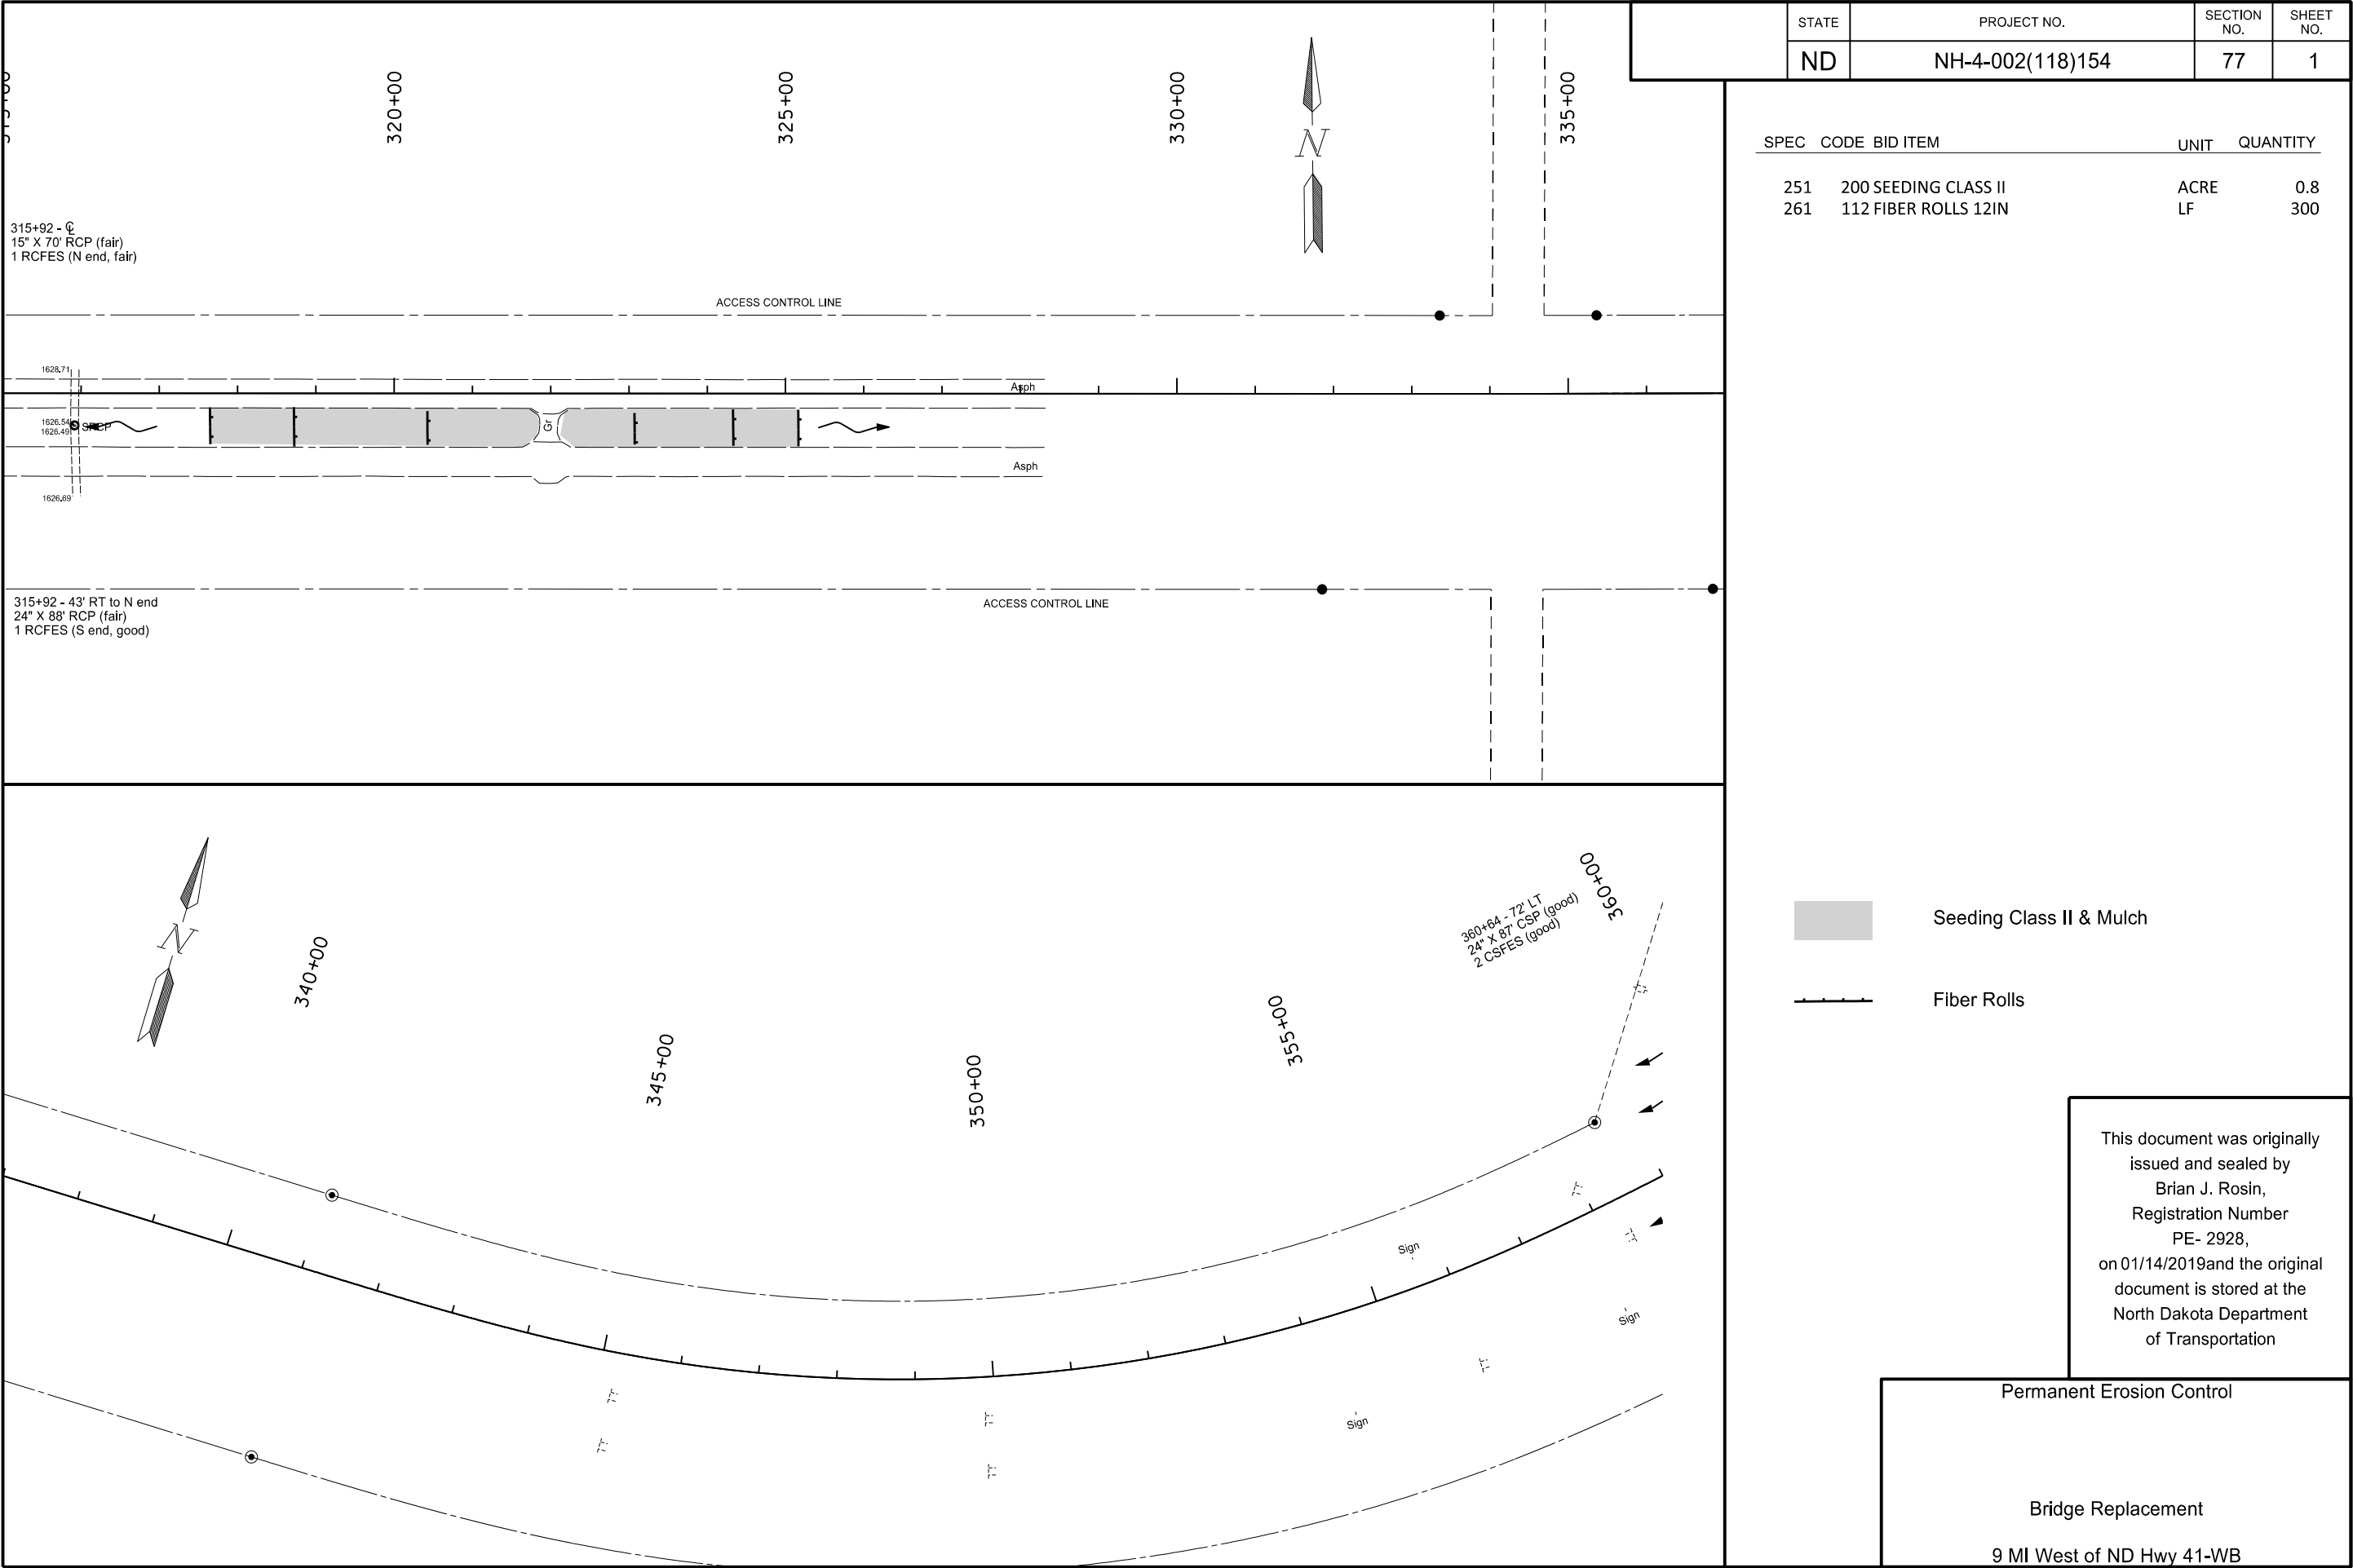 STATE
PROJECT NO.
SECTION NO.
SHEET NO.
ND
NH-4-002(118)154
77
1
320+00
325+00
330+00
335+00
N
SPEC CODE BID ITEM UNIT QUANTITY
251 200 SEEDING CLASS II ACRE 0.8
261 112 FIBER ROLLS 12IN LF 300
315+92 - ℄
15" X 70' RCP (fair)
1 RCFES (N end, fair)
ACCESS CONTROL LINE
1628.71
Asph
1626.54
1626.49
Gr
Asph
1626.69
315+92 - 43' RT to N end
24" X 88' RCP (fair)
1 RCFES (S end, good)
ACCESS CONTROL LINE
N
340+00
345+00
350+00
355+00
360+00
360+64 - 72' LT
24" X 87' CSP (good)
2 CSFES (good)
Sign
Sign
Sign
Seeding Class II & Mulch
Fiber Rolls
This document was originally
issued and sealed by
Brian J. Rosin,
Registration Number
PE- 2928,
on 01/14/2019and the original
document is stored at the
North Dakota Department
of Transportation
Permanent Erosion Control
Bridge Replacement
9 MI West of ND Hwy 41-WB